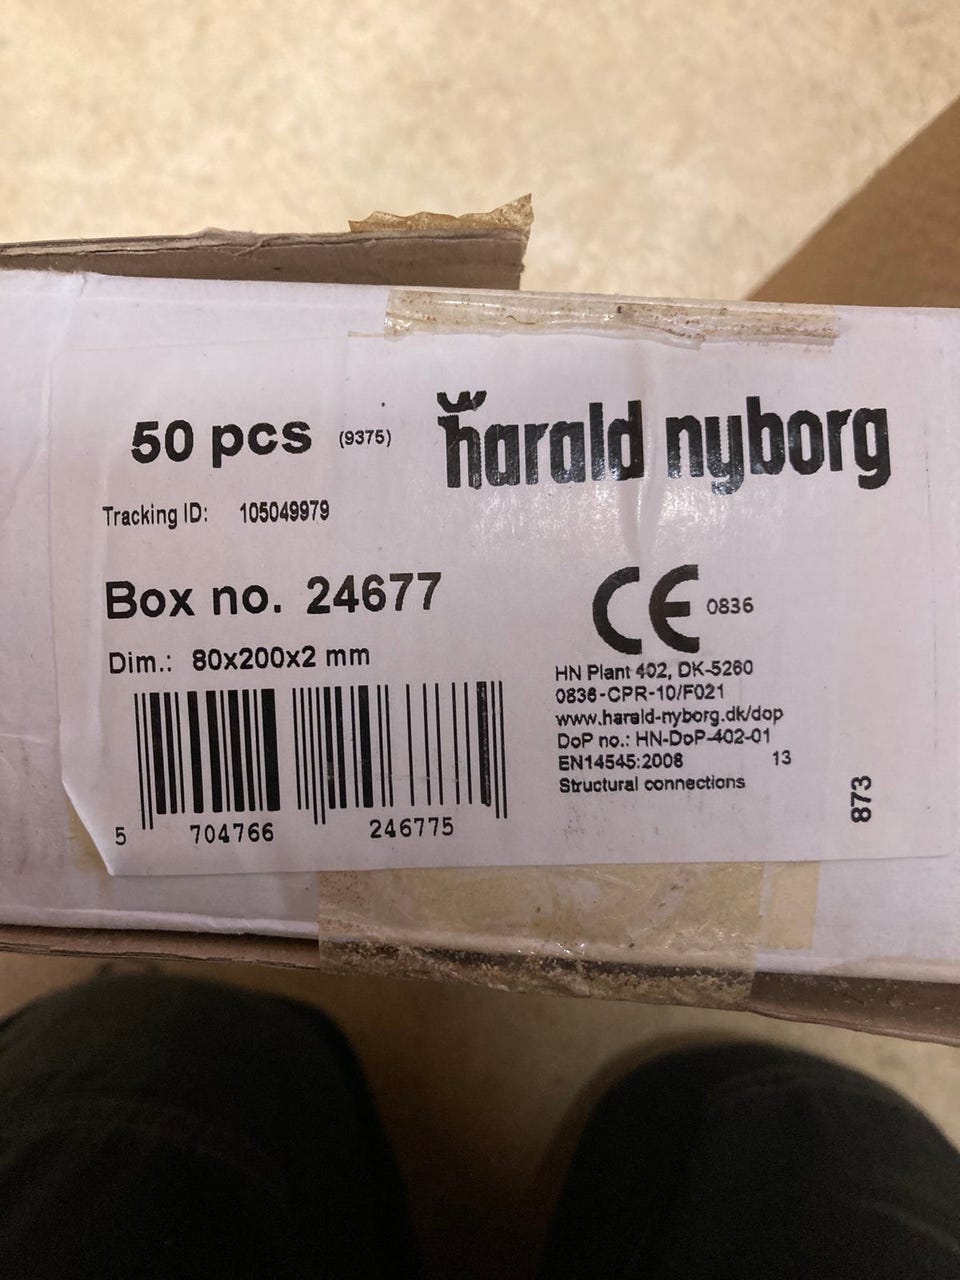 50 pcs (9375)
harald nyborg
Tracking ID: 105049979
Box no. 24677
Dim.: 80x200x2 mm
5 704766 246775
CE 0836
HN Plant 402, DK-5260
0836-CPR-10/F021
www.harald-nyborg.dk/dop
DoP no.: HN-DoP-402-01
EN14545:2008 13
Structural connections
873